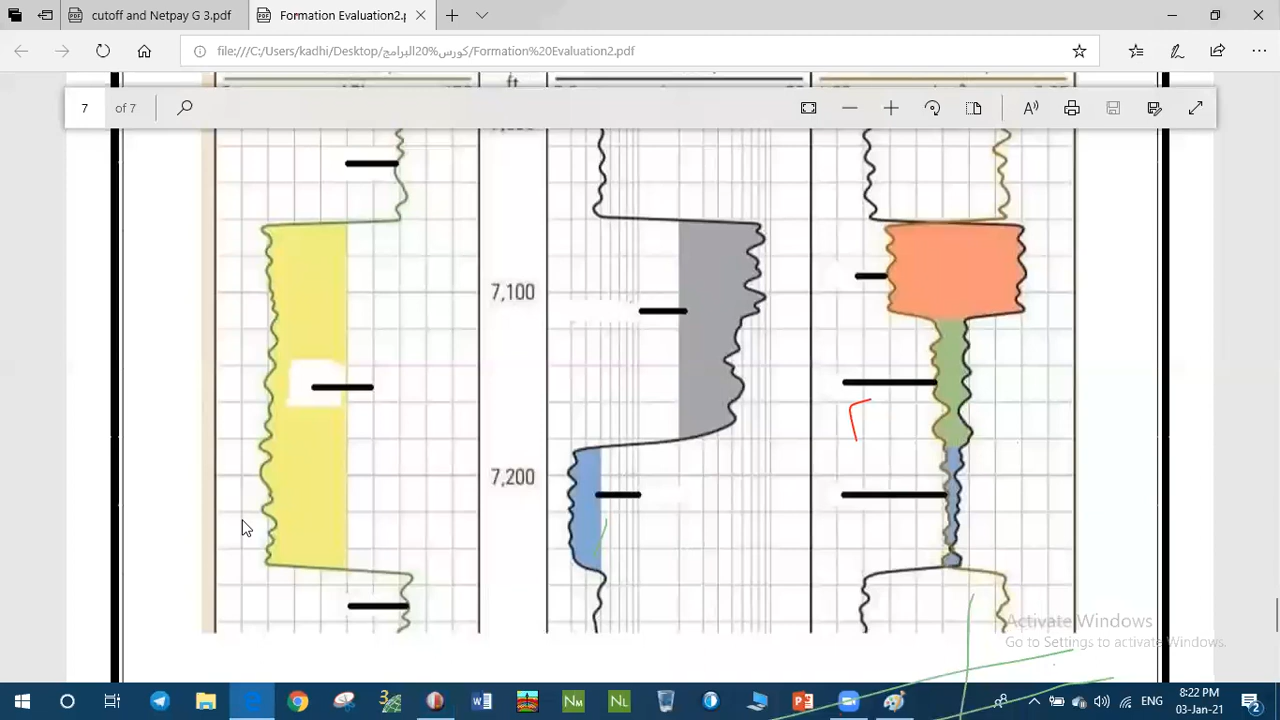 cutoff and Netpay G 3.pdf
Formation Evaluation2.p
file:///C:/Users/kadhi/Desktop/كورس%20البرامج/Formation%20Evaluation2.pdf
ft
7 of 7
7,100
7,200
Activate Windows
Go to Settings to activate Windows.
ENG
8:22 PM
03-Jan-21
2